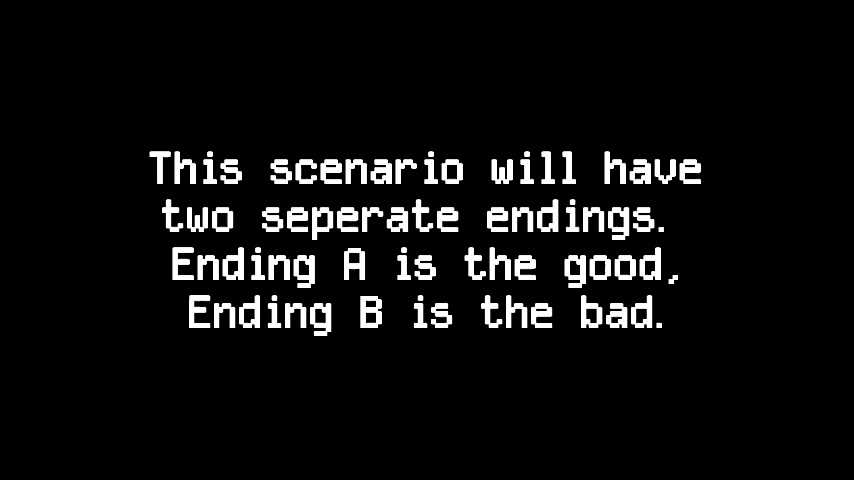 This scenario will have
two seperate endings.
Ending A is the good,
Ending B is the bad.